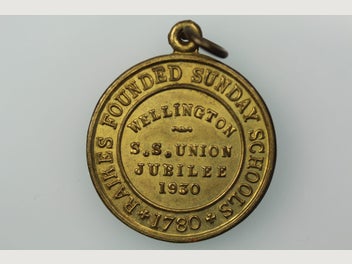 RAIKES FOUNDED SUNDAY SCHOOLS
*1780*
WELLINGTON
S.S. UNION
JUBILEE
1930